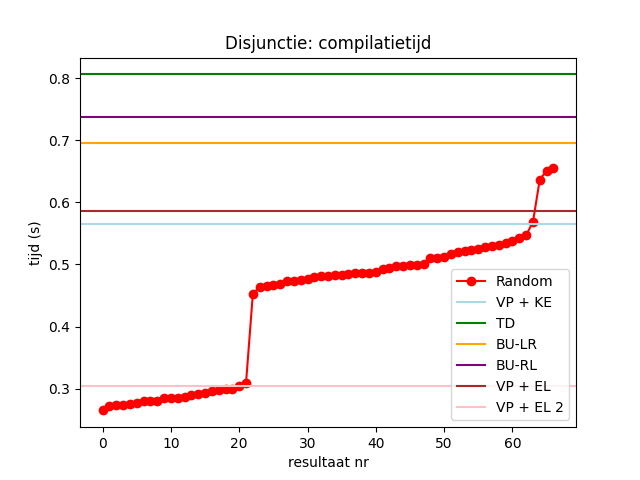 Disjunctie: compilatietijd
tijd (s)
0.8
0.7
0.6
0.5
0.4
0.3
0 10 20 30 40 50 60
resultaat nr
Random
VP + KE
TD
BU-LR
BU-RL
VP + EL
VP + EL 2